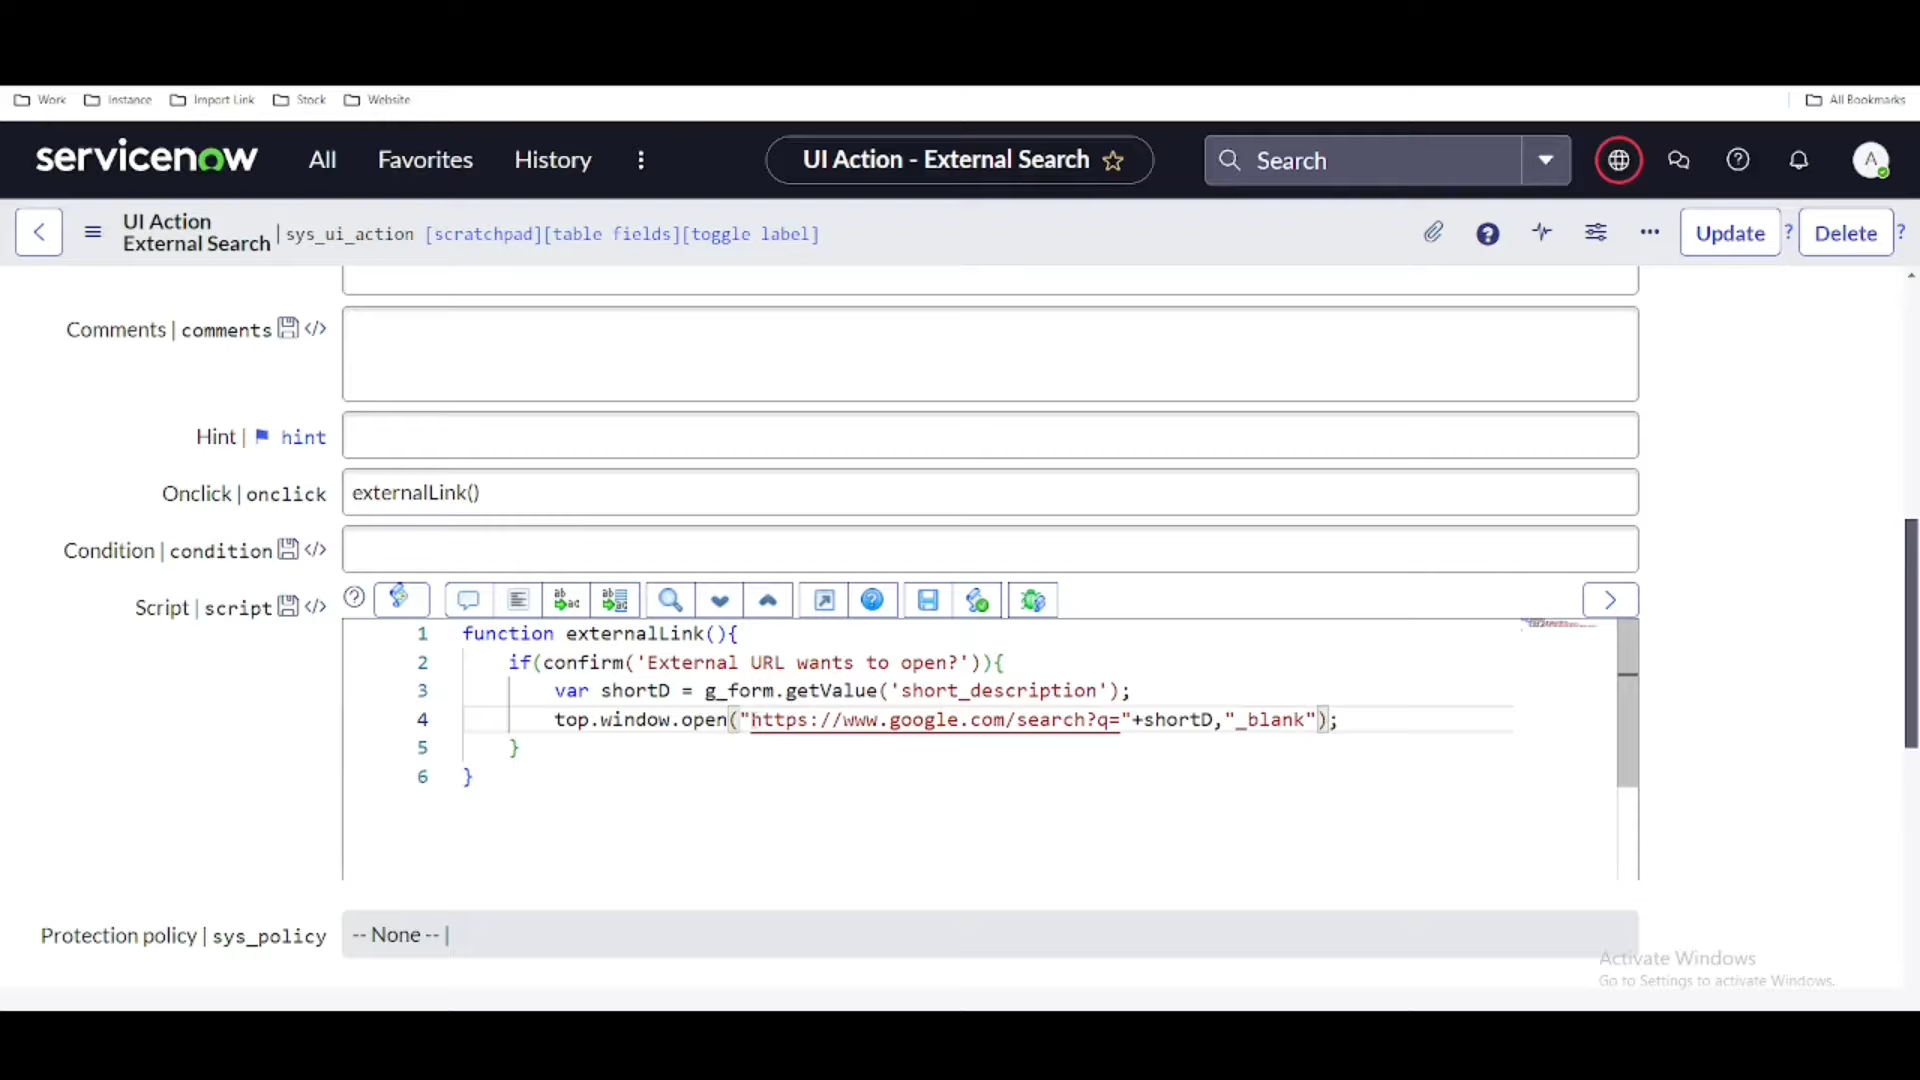 Work Instance Import Link Stock Website All Bookmarks
servicenow All Favorites History UI Action - External Search Search A
UI Action
External Search | sys_ui_action [scratchpad][table fields][toggle label] Update ? Delete ?
Comments | comments </>
Hint | hint
Onclick | onclick externalLink()
Condition | condition </>
Script | script </>
1 function externalLink(){
2 if(confirm('External URL wants to open?')){
3 var shortD = g_form.getValue('short_description');
4 top.window.open("https://www.google.com/search?q="+shortD,"_blank");
5 }
6 }
Protection policy | sys_policy -- None -- |
Activate Windows
Go to Settings to activate Windows.